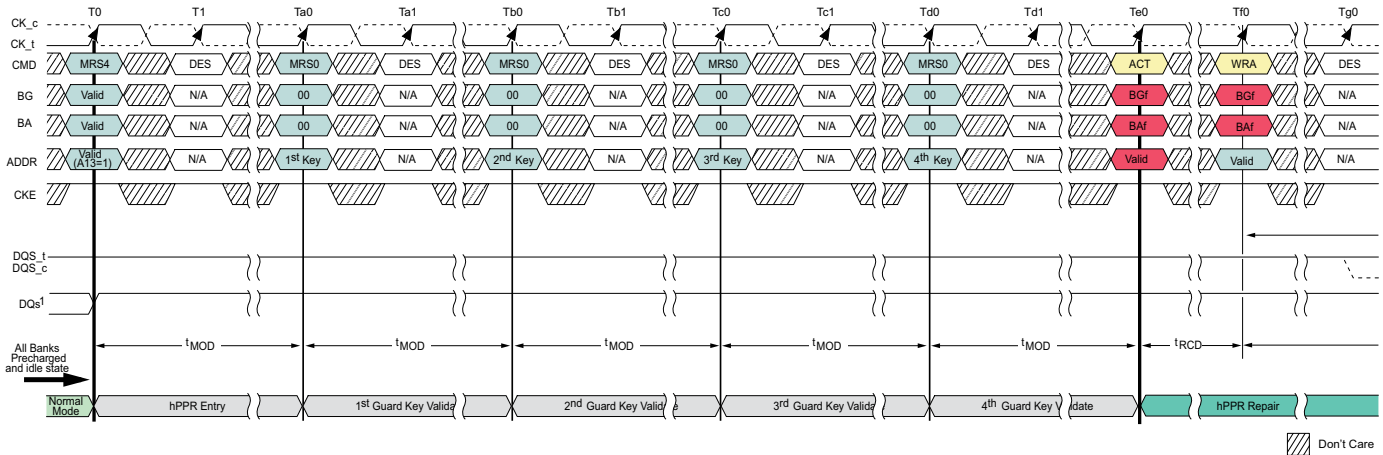 T0 T1 Ta0 Ta1 Tb0 Tb1 Tc0 Tc1 Td0 Td1 Te0 Tf0 Tg0
CK_c
CK_t
CMD MRS4 DES MRS0 DES MRS0 DES MRS0 DES MRS0 DES ACT WRA DES
BG Valid N/A 00 N/A 00 N/A 00 N/A 00 N/A BGf BGf N/A
BA Valid N/A 00 N/A 00 N/A 00 N/A 00 N/A BAf BAf N/A
ADDR Valid (A13=1) N/A 1st Key N/A 2nd Key N/A 3rd Key N/A 4th Key N/A Valid Valid N/A
CKE
DQS_t
DQS_c
DQs1
All Banks
Precharged
and idle state
tMOD tMOD tMOD tMOD tMOD tRCD
Normal
Mode
hPPR Entry 1st Guard Key Valida 2nd Guard Key Valid e 3rd Guard Key Valida 4th Guard Key V date hPPR Repair
Don't Care